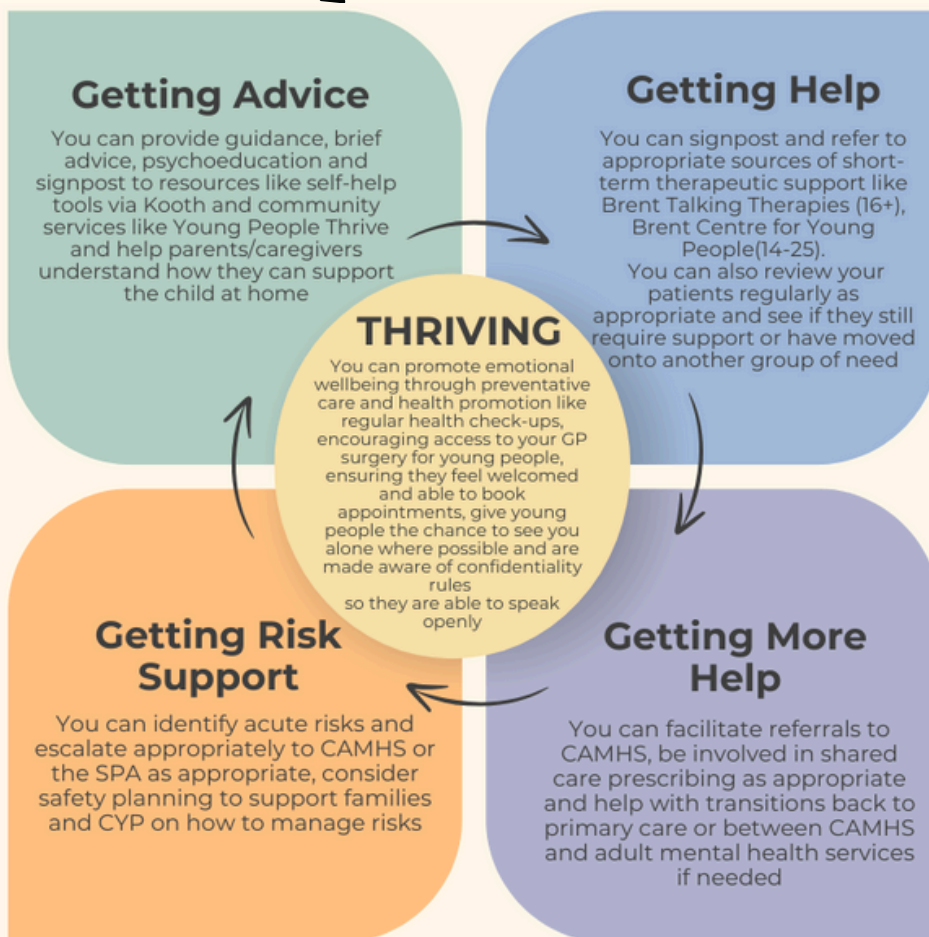 Getting Advice
You can provide guidance, brief
advice, psychoeducation and
signpost to resources like self-help
tools via Kooth and community
services like Young People Thrive
and help parents/caregivers
understand how they can support
the child at home
Getting Help
You can signpost and refer to
appropriate sources of short-
term therapeutic support like
Brent Talking Therapies (16+),
Brent Centre for Young
People(14-25).
You can also review your
patients regularly as
appropriate and see if they still
require support or have moved
onto another group of need
THRIVING
You can promote emotional
wellbeing through preventative
care and health promotion like
regular health check-ups,
encouraging access to your GP
surgery for young people,
ensuring they feel welcomed
and able to book
appointments, give young
people the chance to see you
alone where possible and are
made aware of confidentiality
rules
so they are able to speak
openly
Getting Risk
Support
You can identify acute risks and
escalate appropriately to CAMHS or
the SPA as appropriate, consider
safety planning to support families
and CYP on how to manage risks
Getting More
Help
You can facilitate referrals to
CAMHS, be involved in shared
care prescribing as appropriate
and help with transitions back to
primary care or between CAMHS
and adult mental health services
if needed